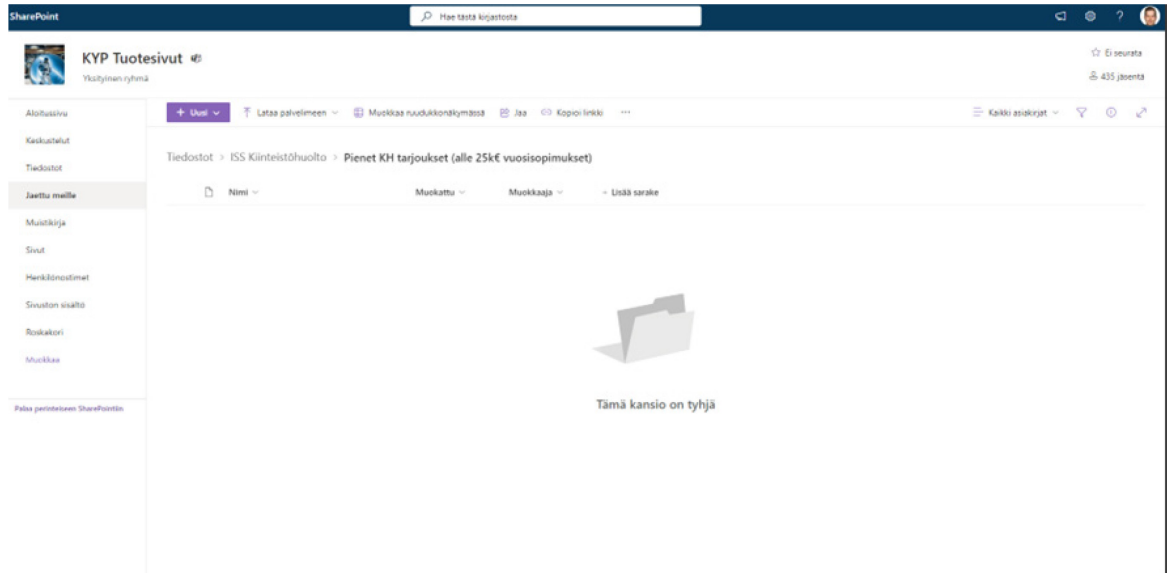 SharePoint
Hae tästä kirjastosta
?
KYP Tuotesivut
Yksityinen ryhmä
Ei seurata
435 jäsentä
Aloitussivu
Keskustelut
Tiedostot
Jaettu meille
Muistikirja
Sivut
Henkilönostimet
Sivuston sisältö
Roskakori
Muokkaa
Palaa perinteiseen SharePointiin
+ Uusi
Lataa palvelimeen
Muokkaa ruudukkonäkymässä
Jaa
Kopioi linkki
...
Kaikki asiakirjat
Tiedostot > ISS Kiinteistöhuolto > Pienet KH tarjoukset (alle 25k€ vuosisopimukset)
Nimi
Muokattu
Muokkaaja
+ Lisää sarake
Tämä kansio on tyhjä